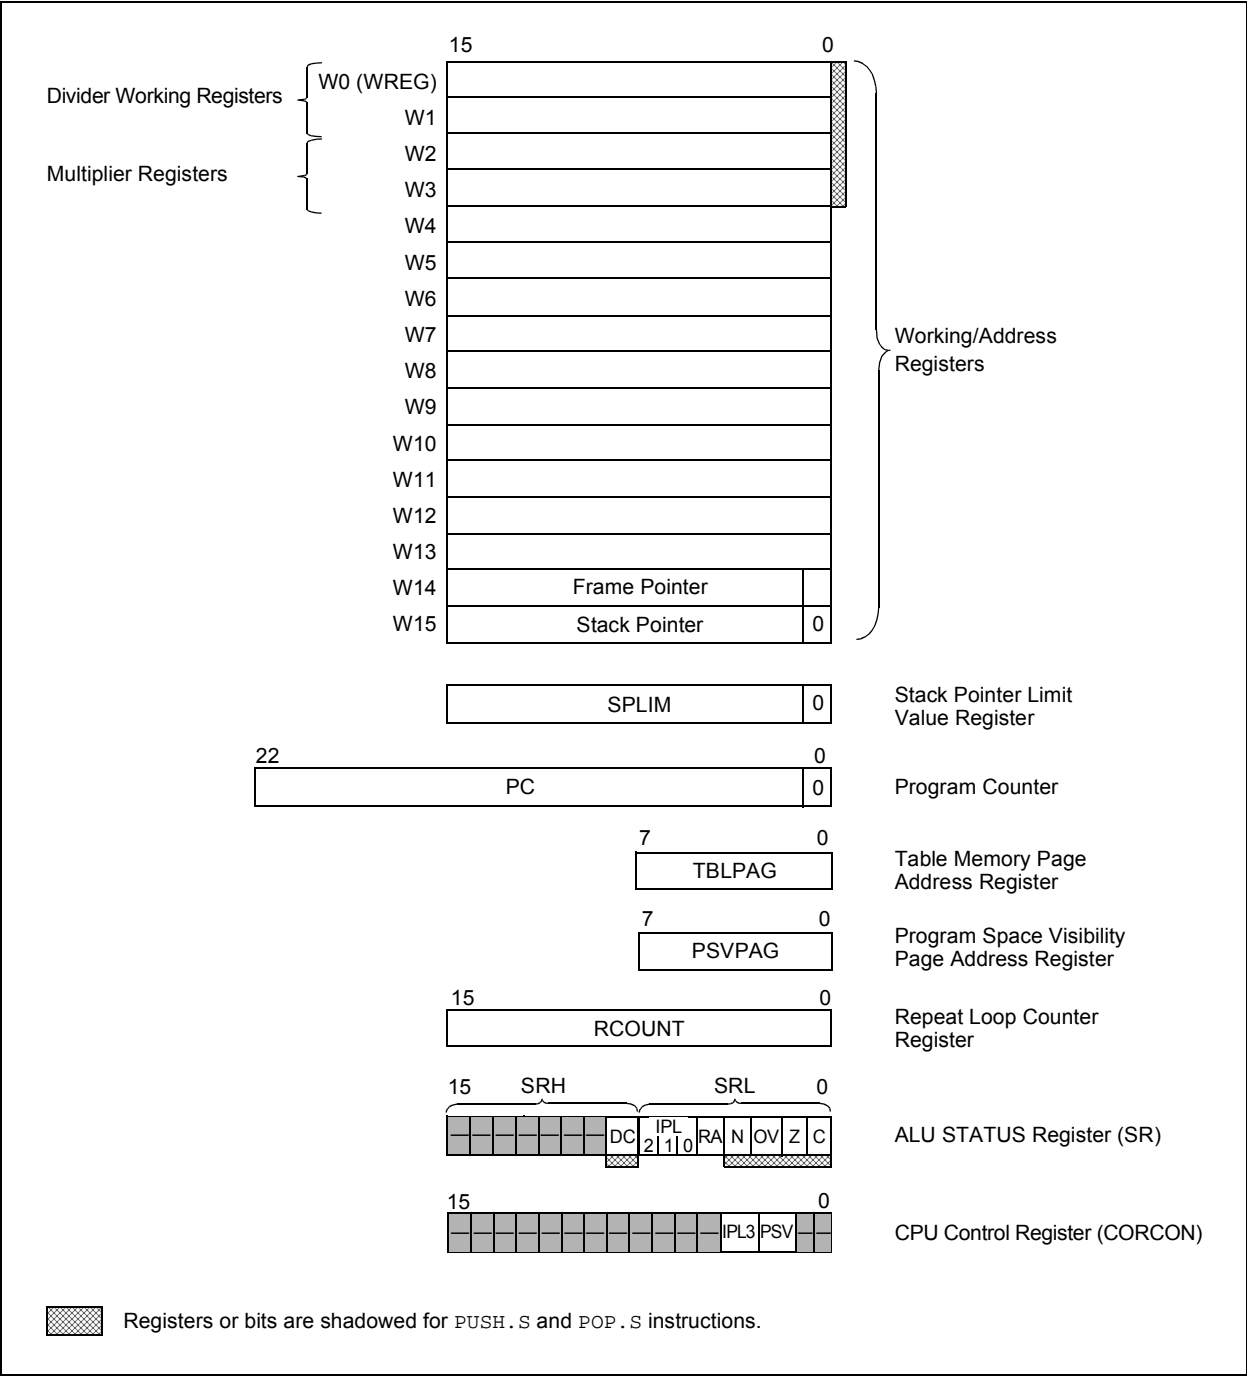 15 0
W0 (WREG)
Divider Working Registers
W1
W2
Multiplier Registers
W3
W4
W5
W6
W7
Working/Address
Registers
W8
W9
W10
W11
W12
W13
W14 Frame Pointer
W15 Stack Pointer 0
SPLIM 0
Stack Pointer Limit
Value Register
22 0
PC 0 Program Counter
7 0
TBLPAG
Table Memory Page
Address Register
7 0
PSVPAG
Program Space Visibility
Page Address Register
15 0
RCOUNT
Repeat Loop Counter
Register
15 SRH SRL 0
— — — — — — — DC IPL 2 1 0 RA N OV Z C ALU STATUS Register (SR)
15 0
— — — — — — — — — — — — IPL3 PSV — — CPU Control Register (CORCON)
Registers or bits are shadowed for PUSH.S and POP.S instructions.